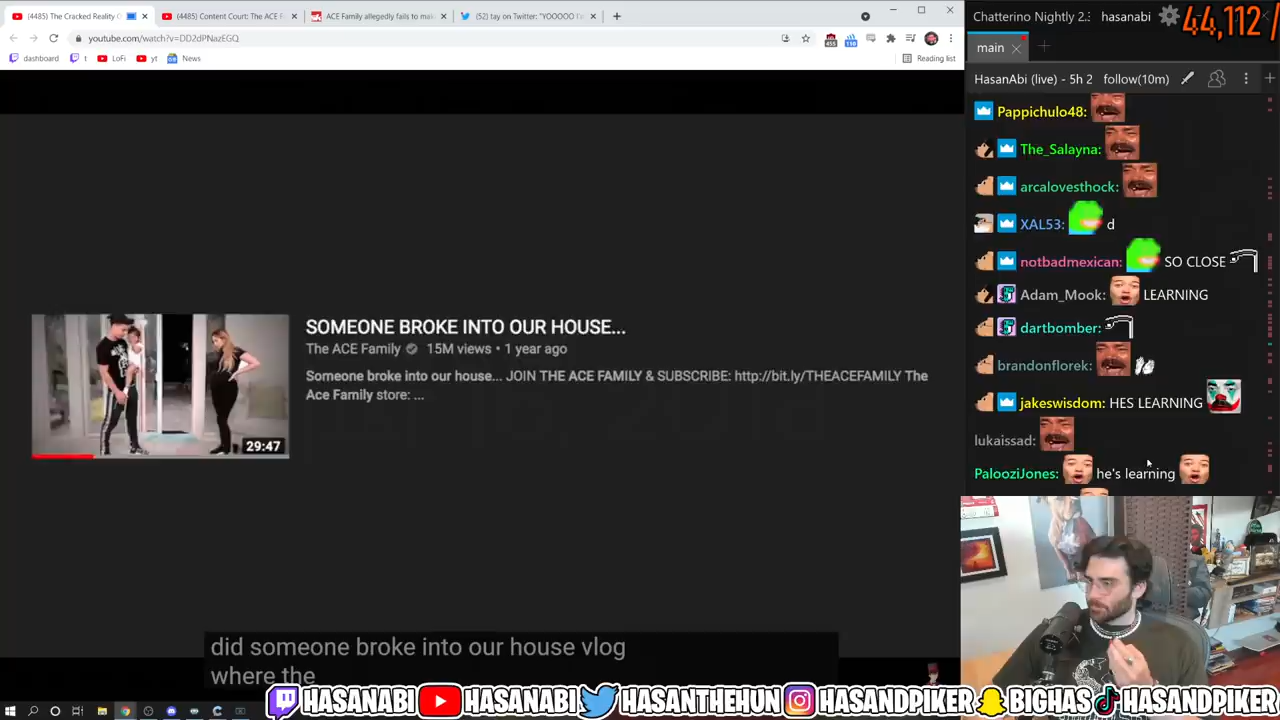 (4485) The Cracked Reality O
(4485) Content Court: The ACE F
ACE Family allegedly fails to mak
(52) tay on Twitter: "YOOOOO I'm
youtube.com/watch?v=DD2dPNazEGQ
dashboard
t
LoFi
yt
News
Reading list
Chatterino Nightly 2.
hasanabi
44,112 /
main
HasanAbi (live) - 5h 2
follow(10m)
Pappichulo48:
The_Salayna:
arcalovesthock:
XAL53: d
notbadmexican: SO CLOSE
Adam_Mook: LEARNING
dartbomber:
brandonflorek:
jakeswisdom: HES LEARNING
lukaissad:
PalooziJones: he's learning
SOMEONE BROKE INTO OUR HOUSE...
The ACE Family 15M views • 1 year ago
Someone broke into our house... JOIN THE ACE FAMILY & SUBSCRIBE: http://bit.ly/THEACEFAMILY The
Ace Family store: ...
29:47
did someone broke into our house vlog
where the
HASANABI HASANABI HASANTHEHUN HASANDPIKER BIGHAS HASANDPIKER